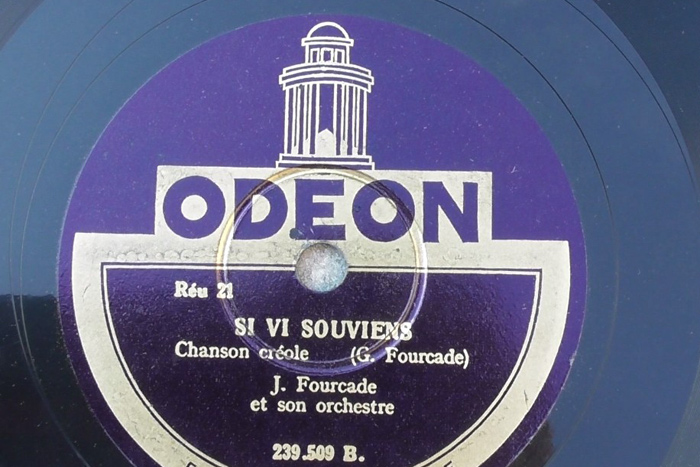 ODEON
Réu 21
SI VI SOUVIENS
Chanson créole (G. Fourcade)
J. Fourcade
et son orchestre
239.509 B.